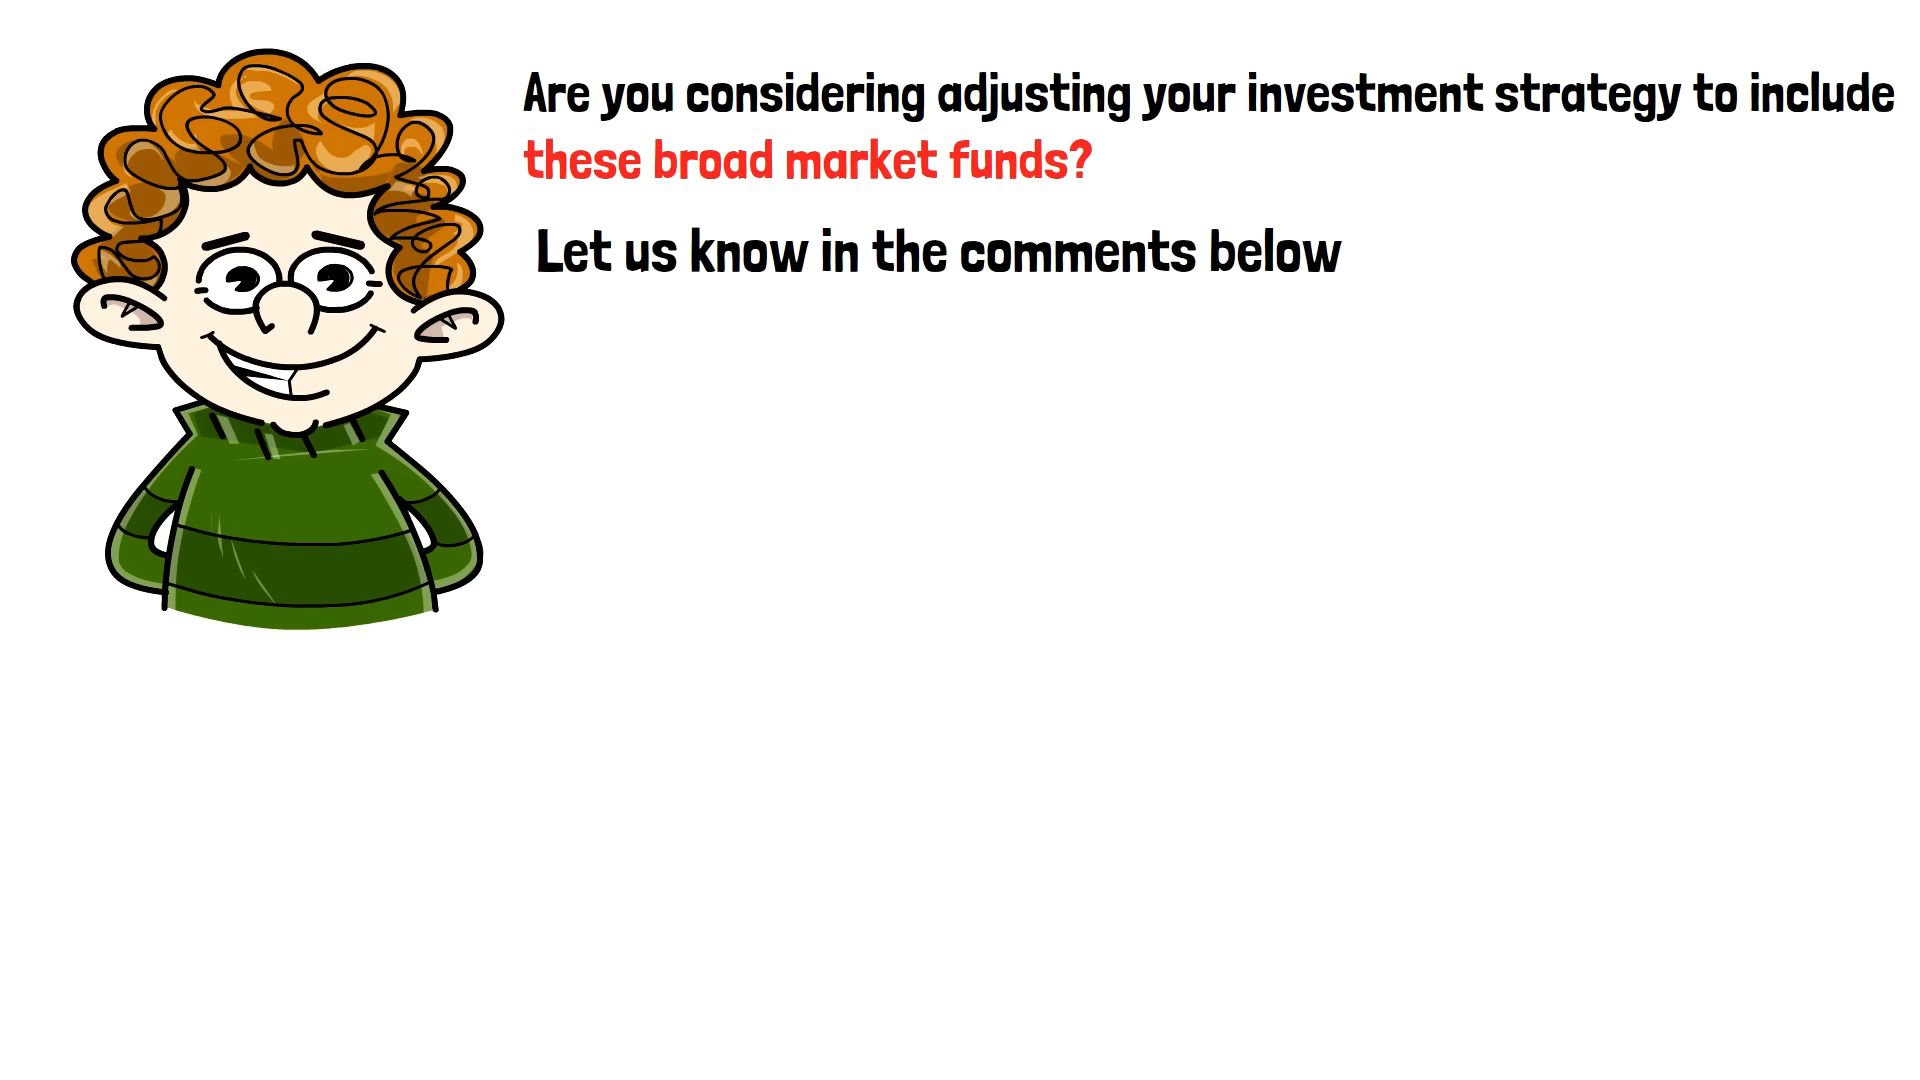 Are you considering adjusting your investment strategy to include
these broad market funds?
Let us know in the comments below